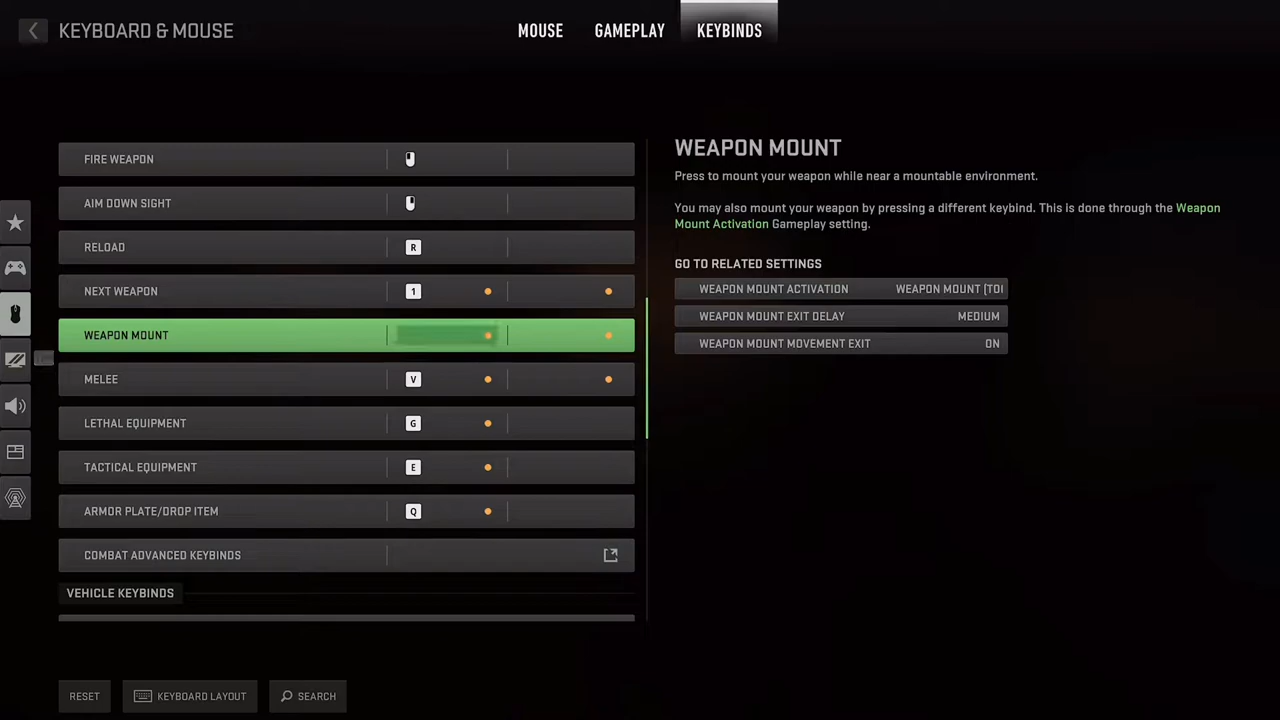 KEYBOARD & MOUSE
MOUSE
GAMEPLAY
KEYBINDS
FIRE WEAPON
AIM DOWN SIGHT
RELOAD R
NEXT WEAPON 1
WEAPON MOUNT
MELEE V
LETHAL EQUIPMENT G
TACTICAL EQUIPMENT E
ARMOR PLATE/DROP ITEM Q
COMBAT ADVANCED KEYBINDS
VEHICLE KEYBINDS
WEAPON MOUNT
Press to mount your weapon while near a mountable environment.
You may also mount your weapon by pressing a different keybind. This is done through the Weapon
Mount Activation Gameplay setting.
GO TO RELATED SETTINGS
WEAPON MOUNT ACTIVATION WEAPON MOUNT (TO
WEAPON MOUNT EXIT DELAY MEDIUM
WEAPON MOUNT MOVEMENT EXIT ON
RESET
KEYBOARD LAYOUT
SEARCH